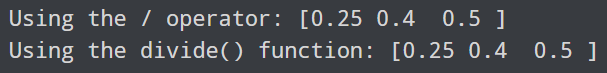 Using the / operator: [0.25 0.4  0.5 ]
Using the divide() function: [0.25 0.4  0.5 ]